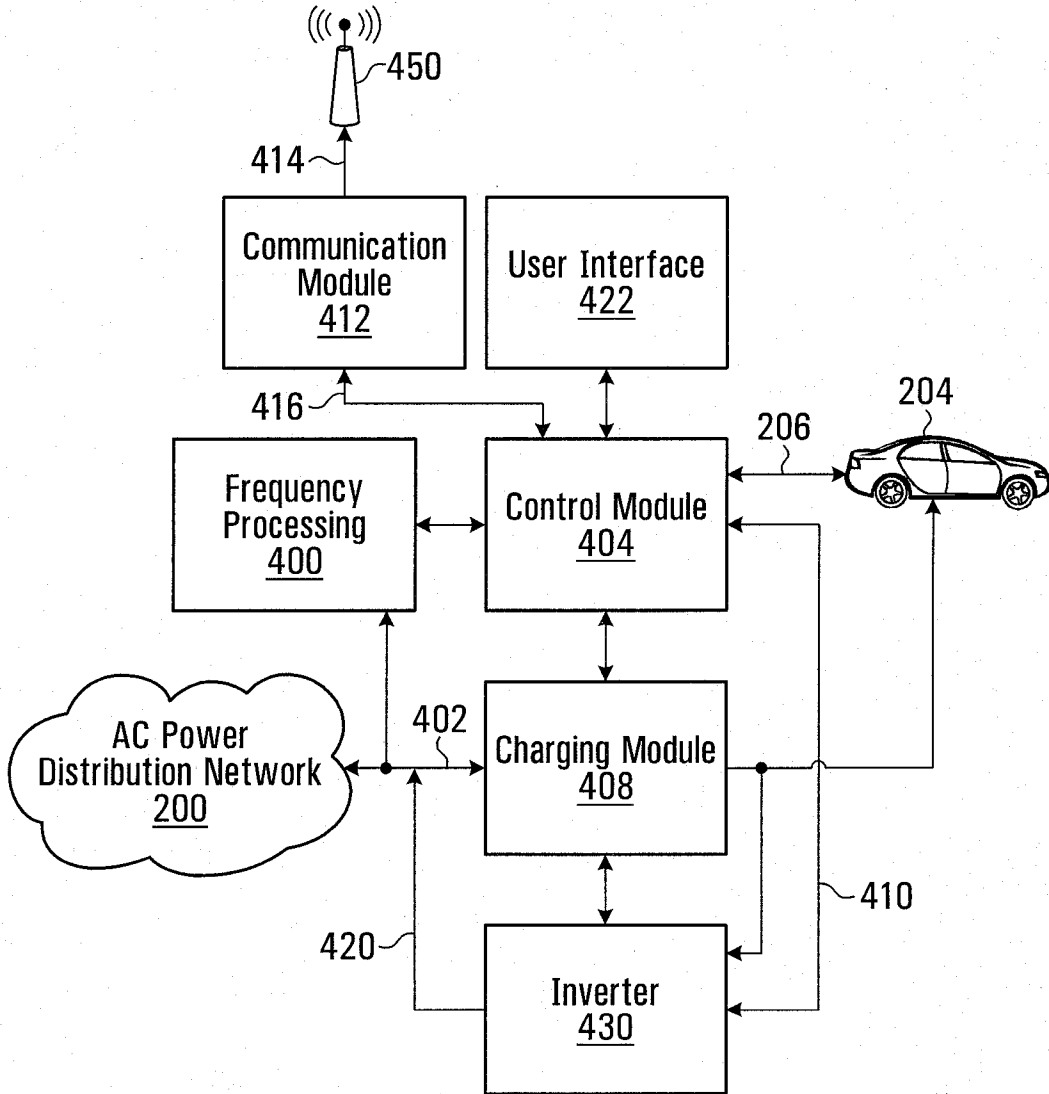 450
414
Communication
Module
412
User Interface
422
416
204
206
Frequency
Processing
400
Control Module
404
402
AC Power
Distribution Network
200
Charging Module
408
410
420
Inverter
430